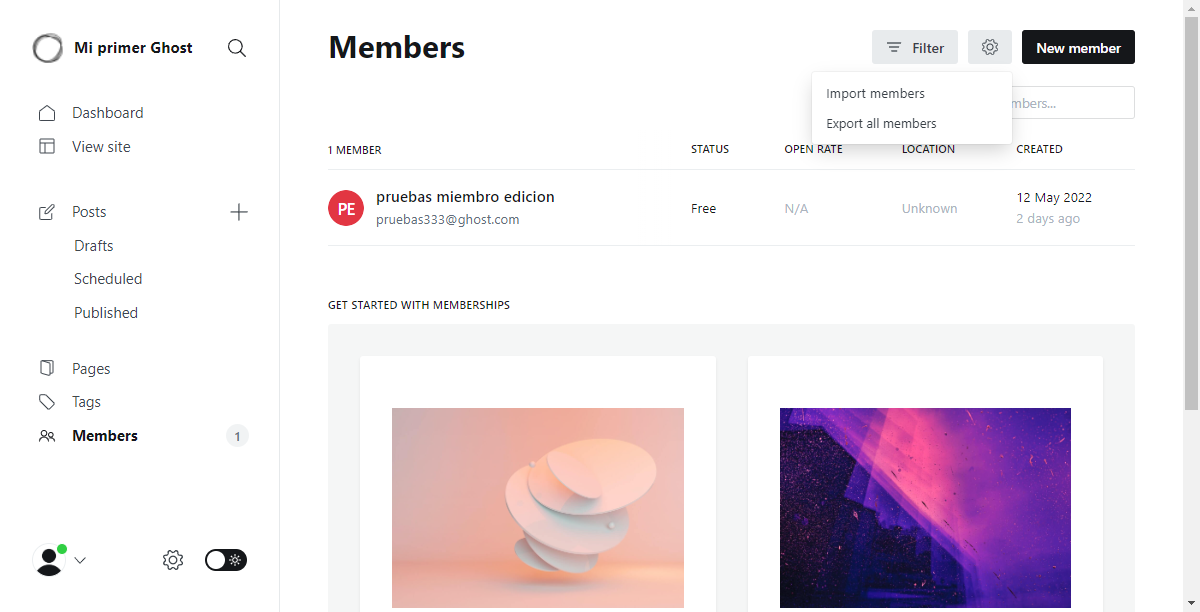 Mi primer Ghost
Dashboard
View site
Posts
Drafts
Scheduled
Published
Pages
Tags
Members
1
Members
Filter
New member
Import members
Export all members
1 MEMBER
STATUS
OPEN RATE
LOCATION
CREATED
PE
pruebas miembro edicion
pruebas333@ghost.com
Free
N/A
Unknown
12 May 2022
2 days ago
GET STARTED WITH MEMBERSHIPS